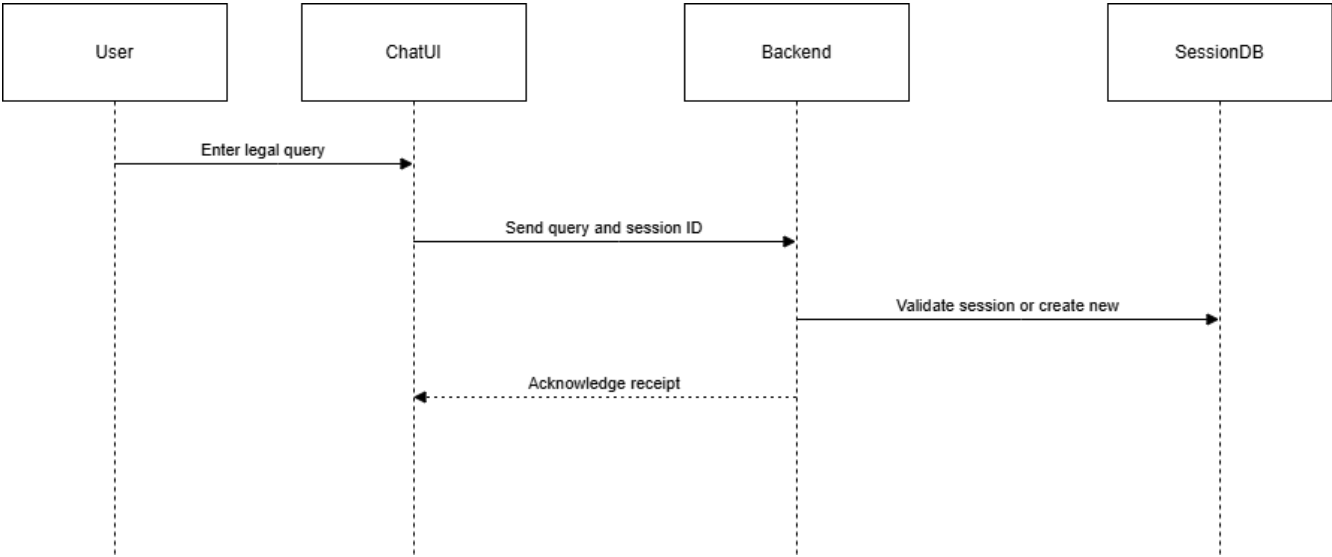 User
ChatUI
Backend
SessionDB
Enter legal query
Send query and session ID
Validate session or create new
Acknowledge receipt